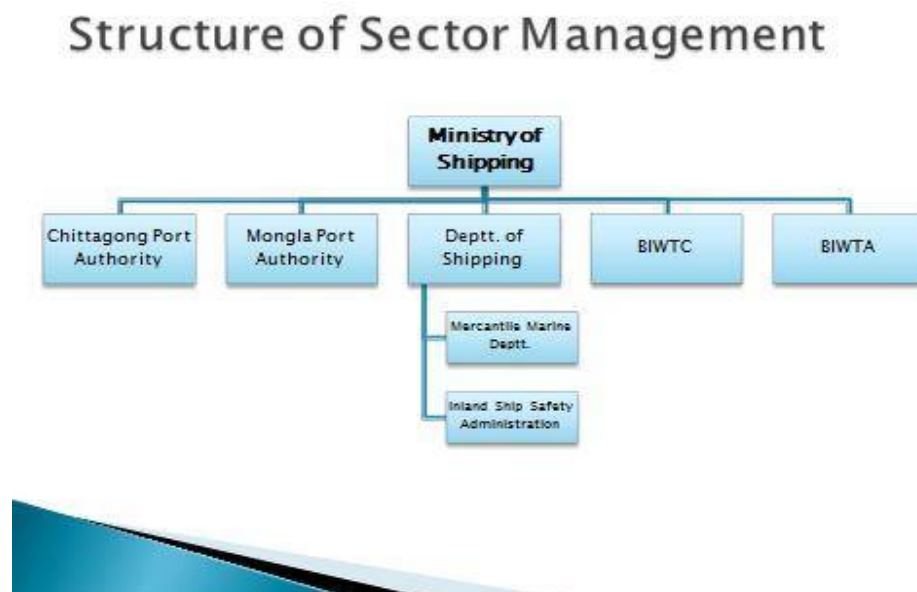 Structure of Sector Management
Ministry of
Shipping
Chittagong Port
Authority
Mongla Port
Authority
Deptt. of
Shipping
BIWTC
BIWTA
Mercantile Marine
Deptt.
Inland Ship Safety
Administration